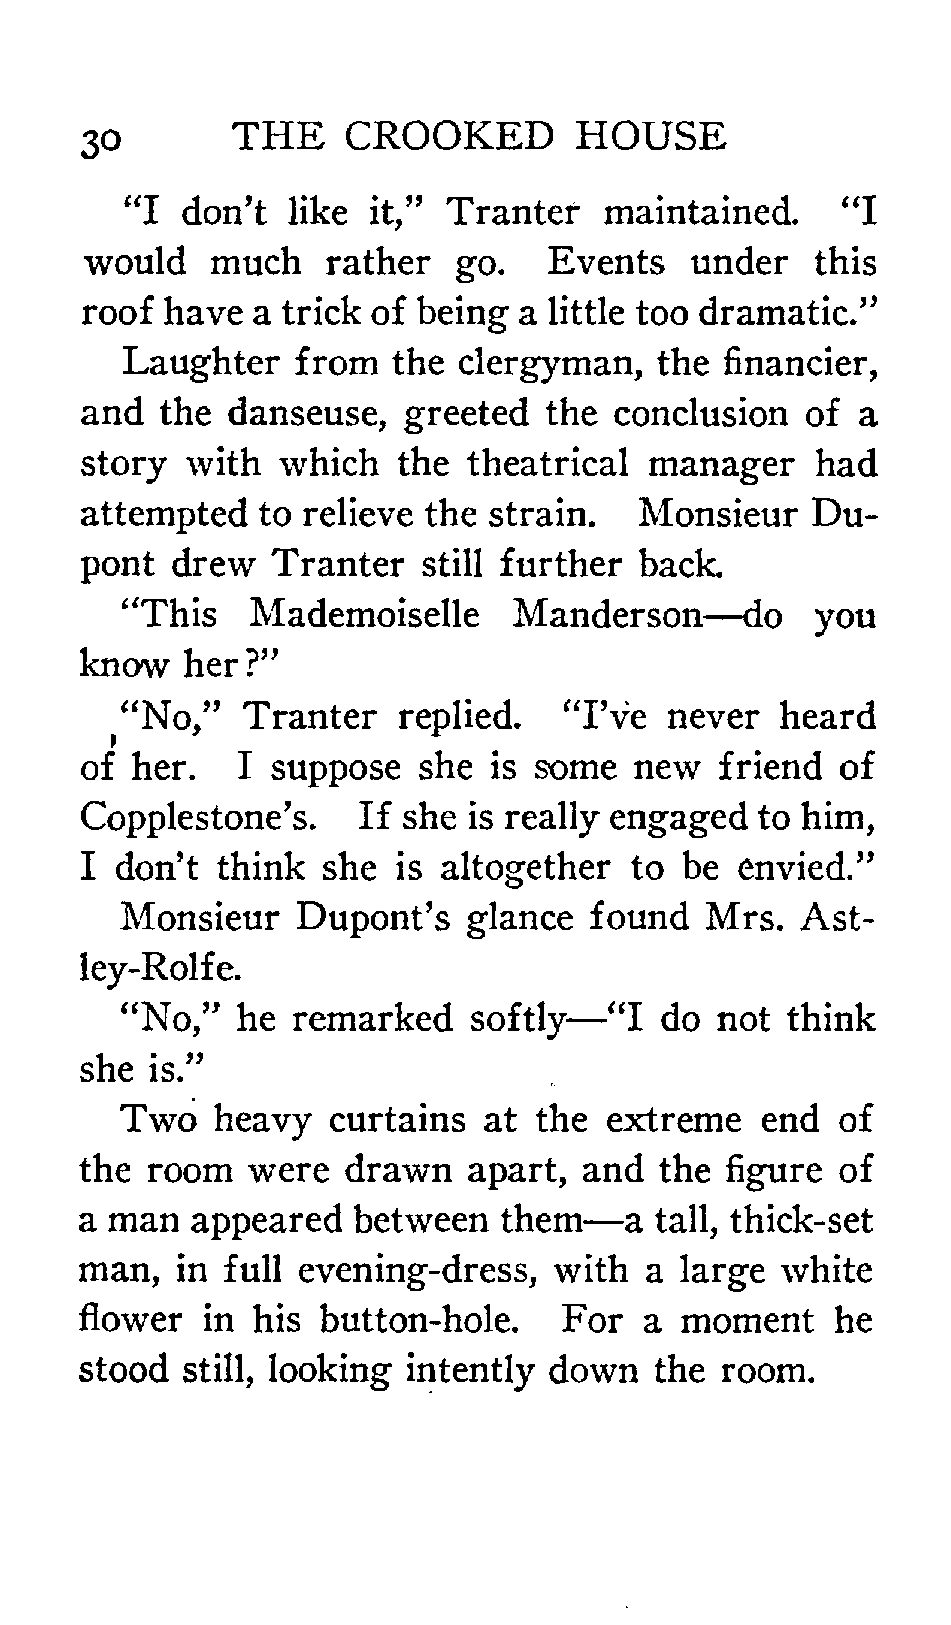 30 THE CROOKED HOUSE
“I don’t like it,” Tranter maintained. “I
would much rather go. Events under this
roof have a trick of being a little too dramatic.”
Laughter from the clergyman, the financier,
and the danseuse, greeted the conclusion of a
story with which the theatrical manager had
attempted to relieve the strain. Monsieur Du-
pont drew Tranter still further back.
“This Mademoiselle Manderson—do you
know her?”
“No,” Tranter replied. “I’ve never heard
of her. I suppose she is some new friend of
Copplestone’s. If she is really engaged to him,
I don’t think she is altogether to be envied.”
Monsieur Dupont’s glance found Mrs. Ast-
ley-Rolfe.
“No,” he remarked softly—“I do not think
she is.”
Two heavy curtains at the extreme end of
the room were drawn apart, and the figure of
a man appeared between them—a tall, thick-set
man, in full evening-dress, with a large white
flower in his button-hole. For a moment he
stood still, looking intently down the room.